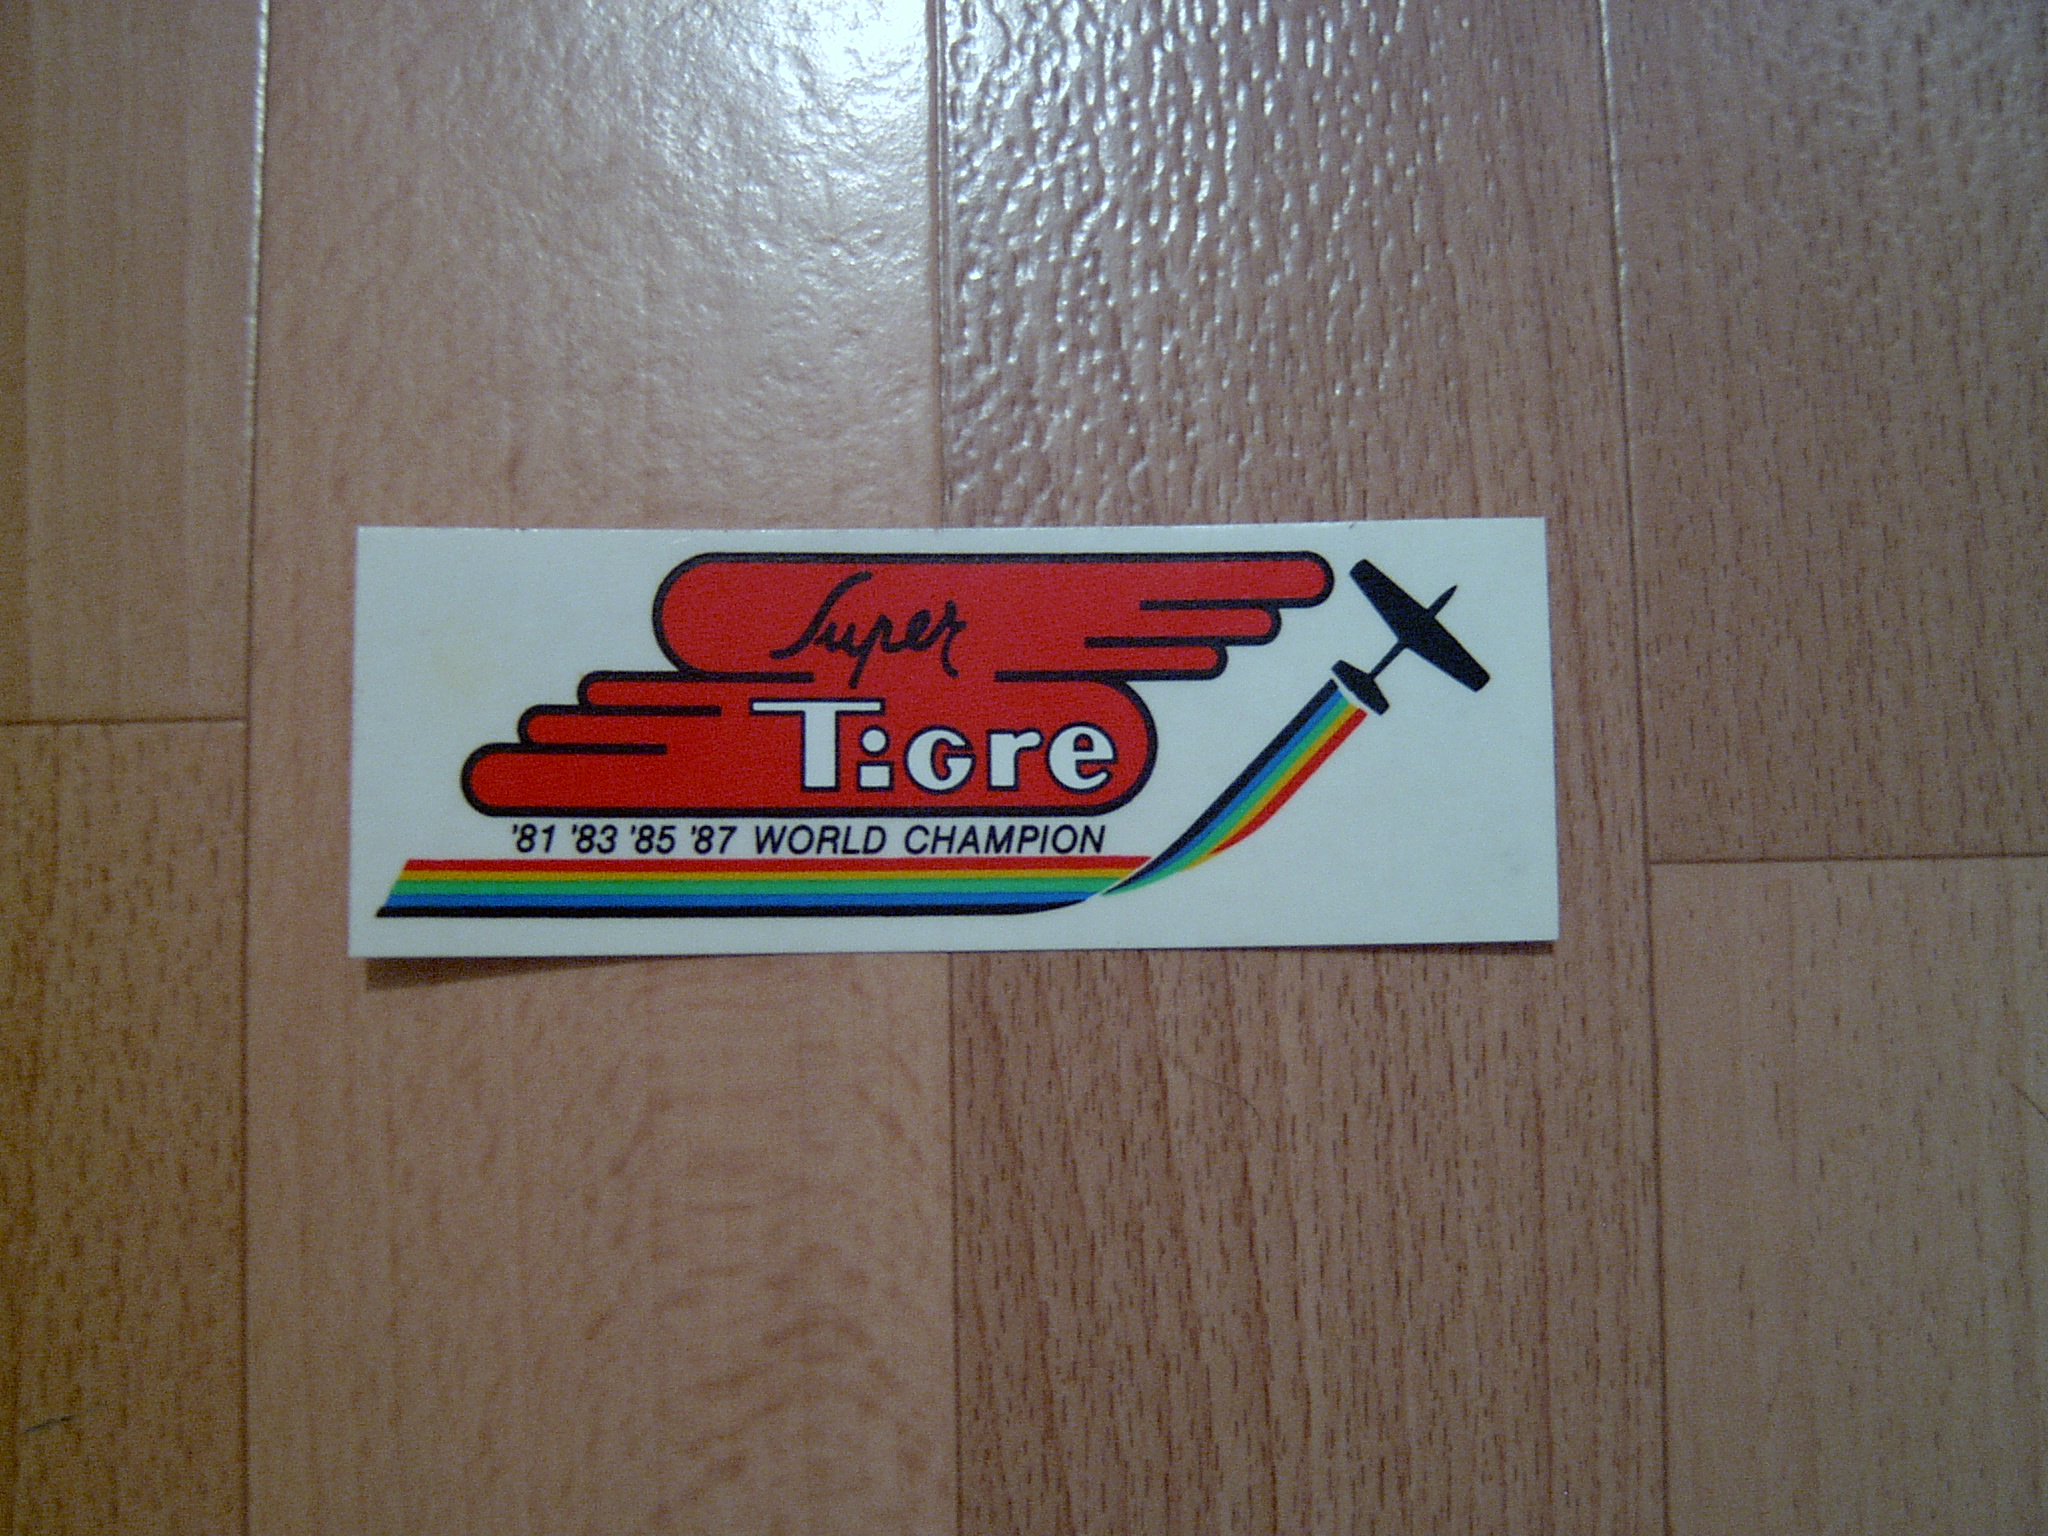 Super
Tigre
'81 '83 '85 '87 WORLD CHAMPION